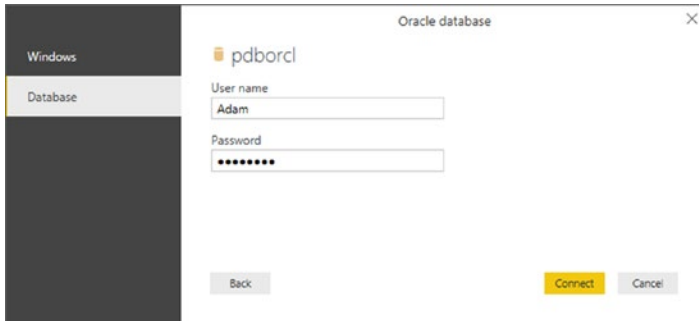 Oracle database
Windows
pdborcl
Database
User name
Adam
Password
●●●●●●●●
Back
Connect
Cancel